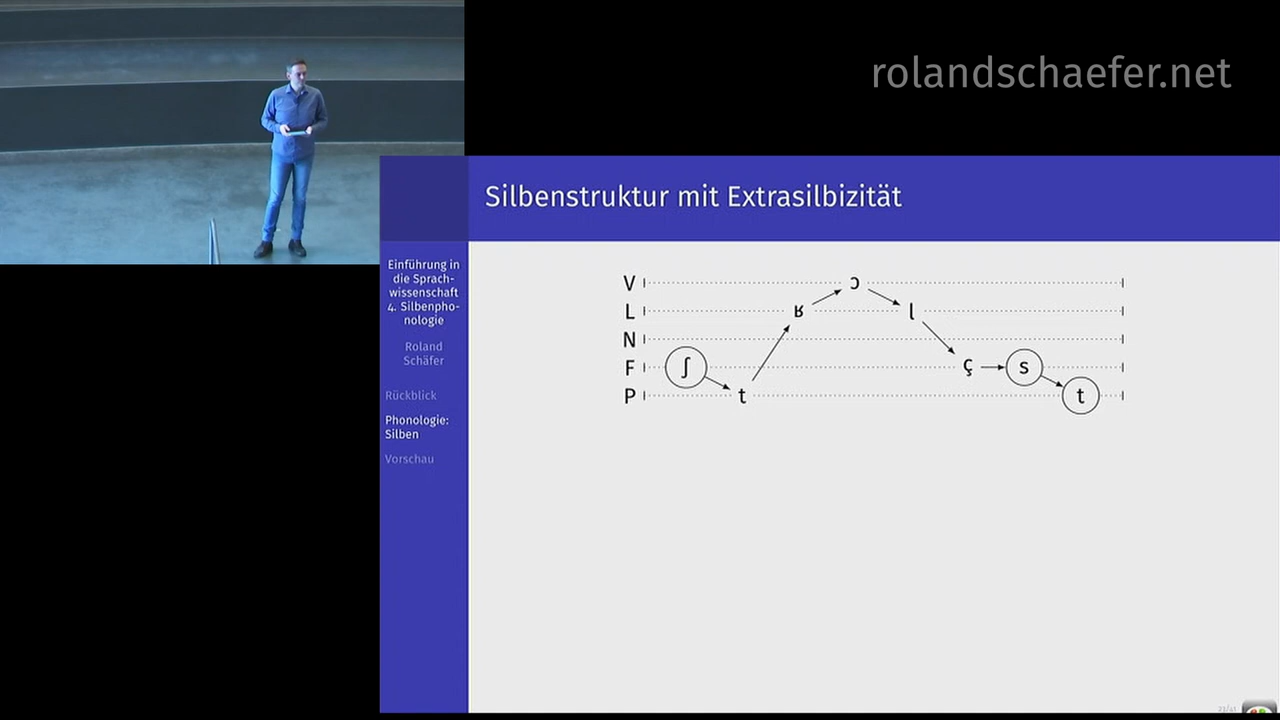 rolandschaefer.net
Silbenstruktur mit Extrasilbizität
Einführung in
die Sprach-
wissenschaft
4. Silbenpho-
nologie
Roland
Schäfer
Rückblick
Phonologie:
Silben
Vorschau
V ɔ
L ʁ l
N
F ʃ ç s
P t t